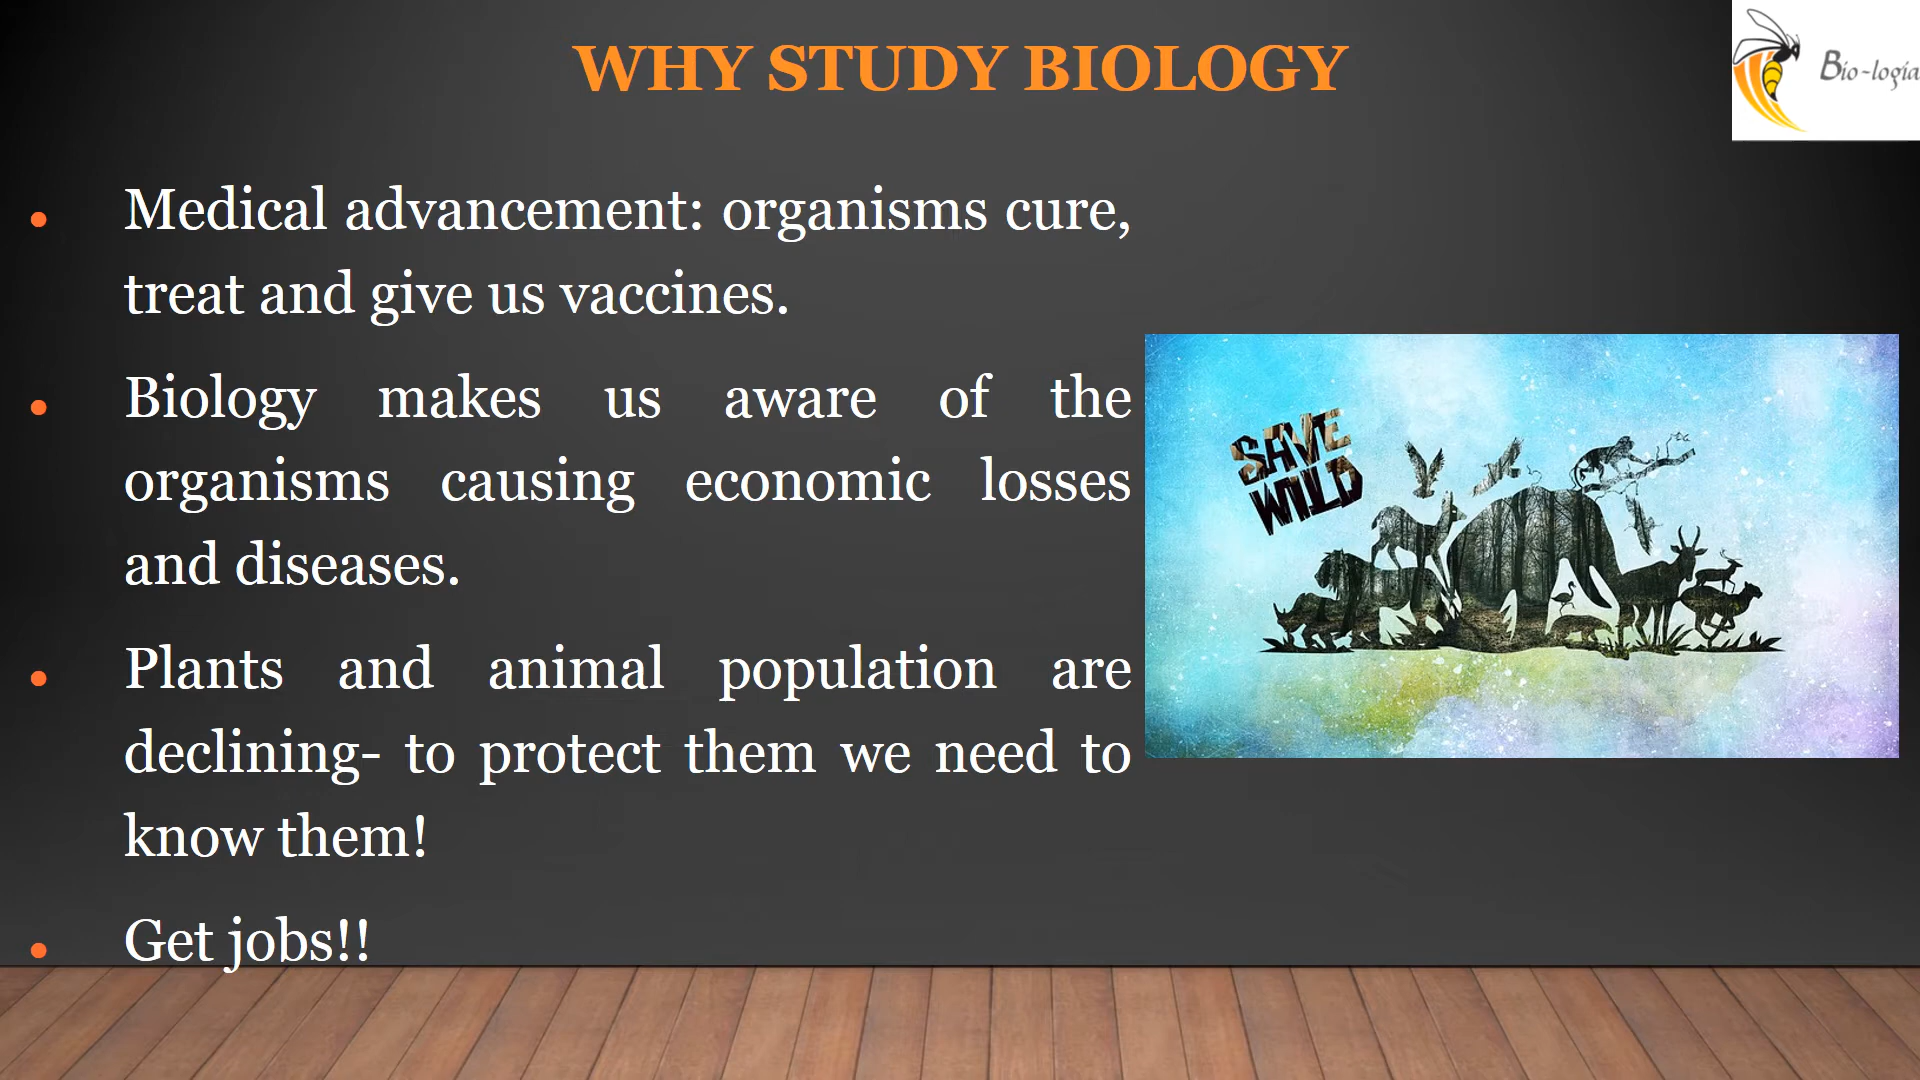 WHY STUDY BIOLOGY
Bio-logia
Medical advancement: organisms cure,
treat and give us vaccines.
Biology makes us aware of the
organisms causing economic losses
and diseases.
Plants and animal population are
declining- to protect them we need to
know them!
Get jobs!!
SAVE
WILD